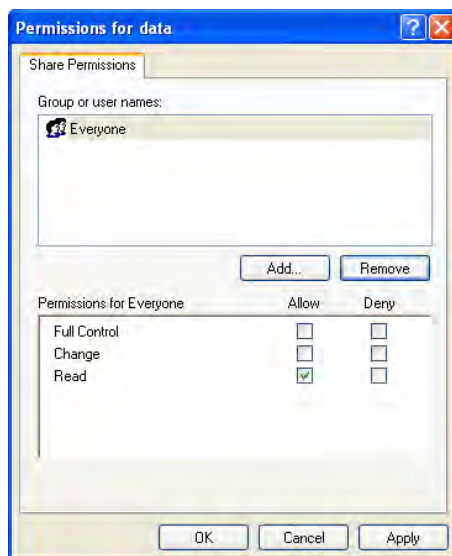 Permissions for data
Share Permissions
Group or user names:
Everyone
Add...
Remove
Permissions for Everyone Allow Deny
Full Control
Change
Read
OK
Cancel
Apply